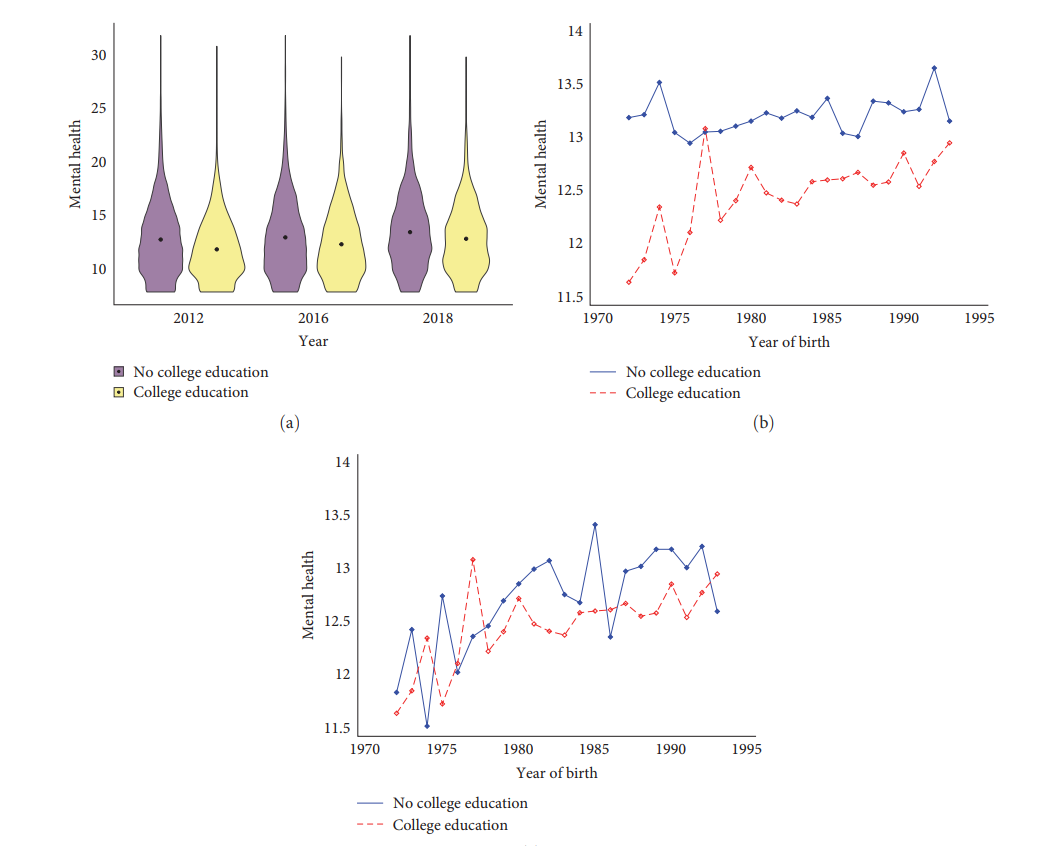 30
25
20
15
10
Mental health
2012 2016 2018
Year
No college education
College education
(a)
14
13.5
13
12.5
12
11.5
Mental health
1970 1975 1980 1985 1990 1995
Year of birth
No college education
College education
(b)
14
13.5
13
12.5
12
11.5
Mental health
1970 1975 1980 1985 1990 1995
Year of birth
No college education
College education